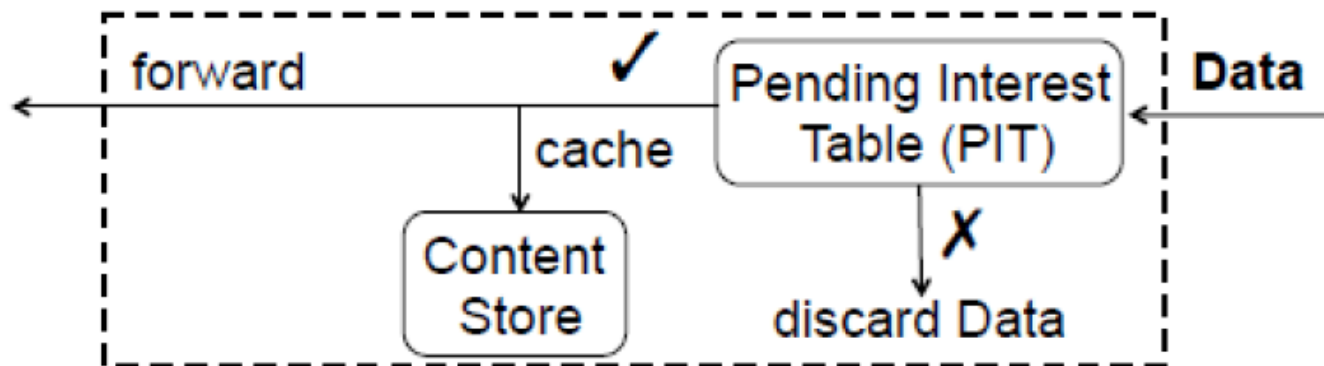 forward
✓
Pending Interest
Table (PIT)
Data
cache
Content
Store
✗
discard Data